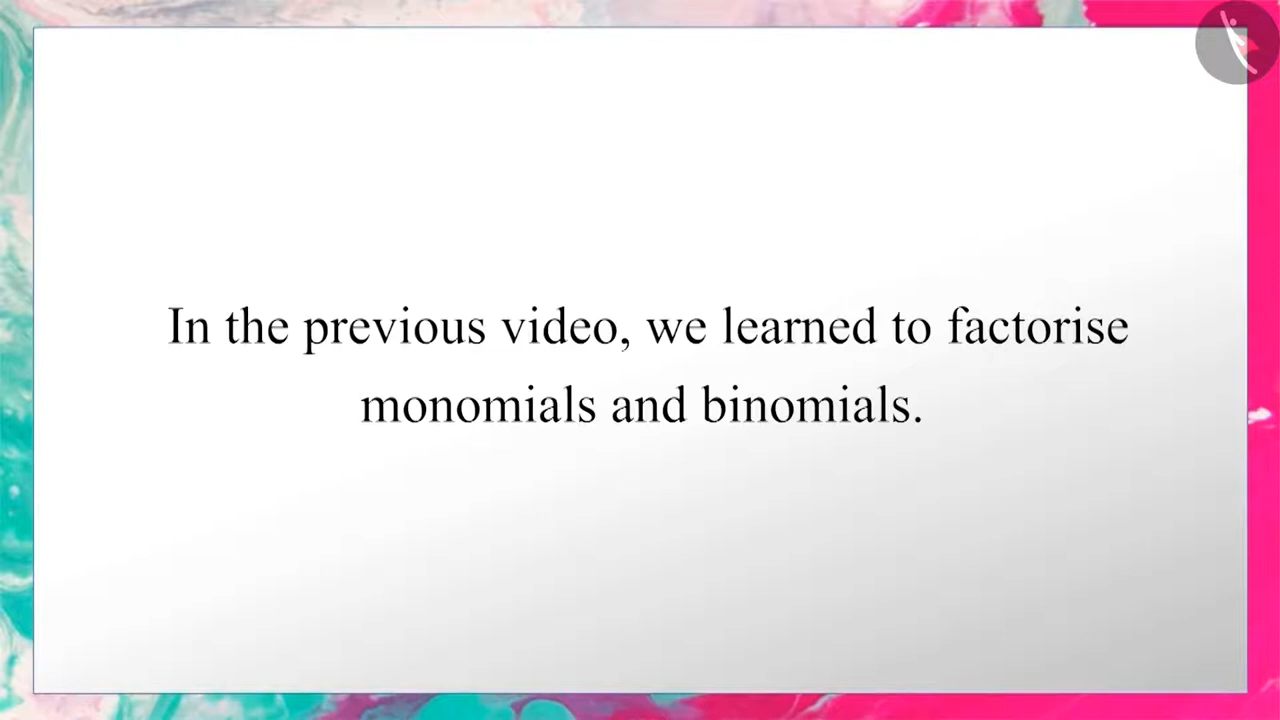 In the previous video, we learned to factorise
monomials and binomials.